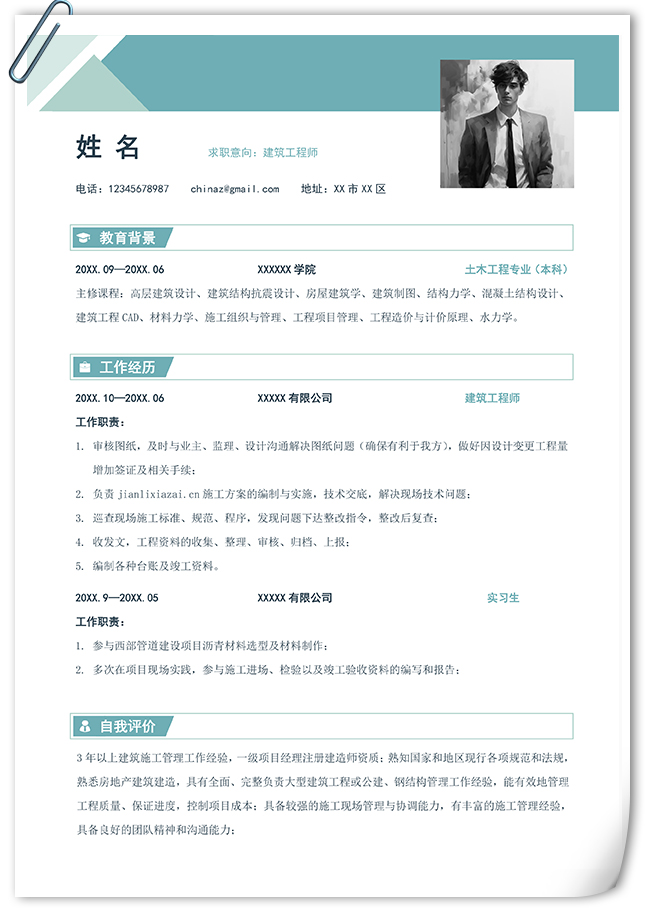 姓 名
求职意向：建筑工程师
电话：12345678987 chinaz@gmail.com 地址：XX 市 XX 区
教育背景
20XX.09—20XX.06 XXXXXX 学院 土木工程专业（本科）
主修课程：高层建筑设计、建筑结构抗震设计、房屋建筑学、建筑制图、结构力学、混凝土结构设计、
建筑工程 CAD、材料力学、施工组织与管理、工程项目管理、工程造价与计价原理、水力学。
工作经历
20XX.10—20XX.06 XXXXX 有限公司 建筑工程师
工作职责：
1. 审核图纸，及时与业主、监理、设计沟通解决图纸问题（确保有利于我方），做好因设计变更工程量
增加签证及相关手续；
2. 负责 jianlixiazai.cn 施工方案的编制与实施，技术交底，解决现场技术问题；
3. 巡查现场施工标准、规范、程序，发现问题下达整改指令，整改后复查；
4. 收发文，工程资料的收集、整理、审核、归档、上报；
5. 编制各种台账及竣工资料。
20XX.9—20XX.05 XXXXX 有限公司 实习生
工作职责：
1. 参与西部管道建设项目沥青材料选型及材料制作；
2. 多次在项目现场实践，参与施工进场、检验以及竣工验收资料的编写和报告；
自我评价
3 年以上建筑施工管理工作经验，一级项目经理注册建造师资质；熟知国家和地区现行各项规范和法规，
熟悉房地产建筑建造，具有全面、完整负责大型建筑工程或公建、钢结构管理工作经验，能有效地管理
工程质量、保证进度，控制项目成本；具备较强的施工现场管理与协调能力，有丰富的施工管理经验，
具备良好的团队精神和沟通能力；